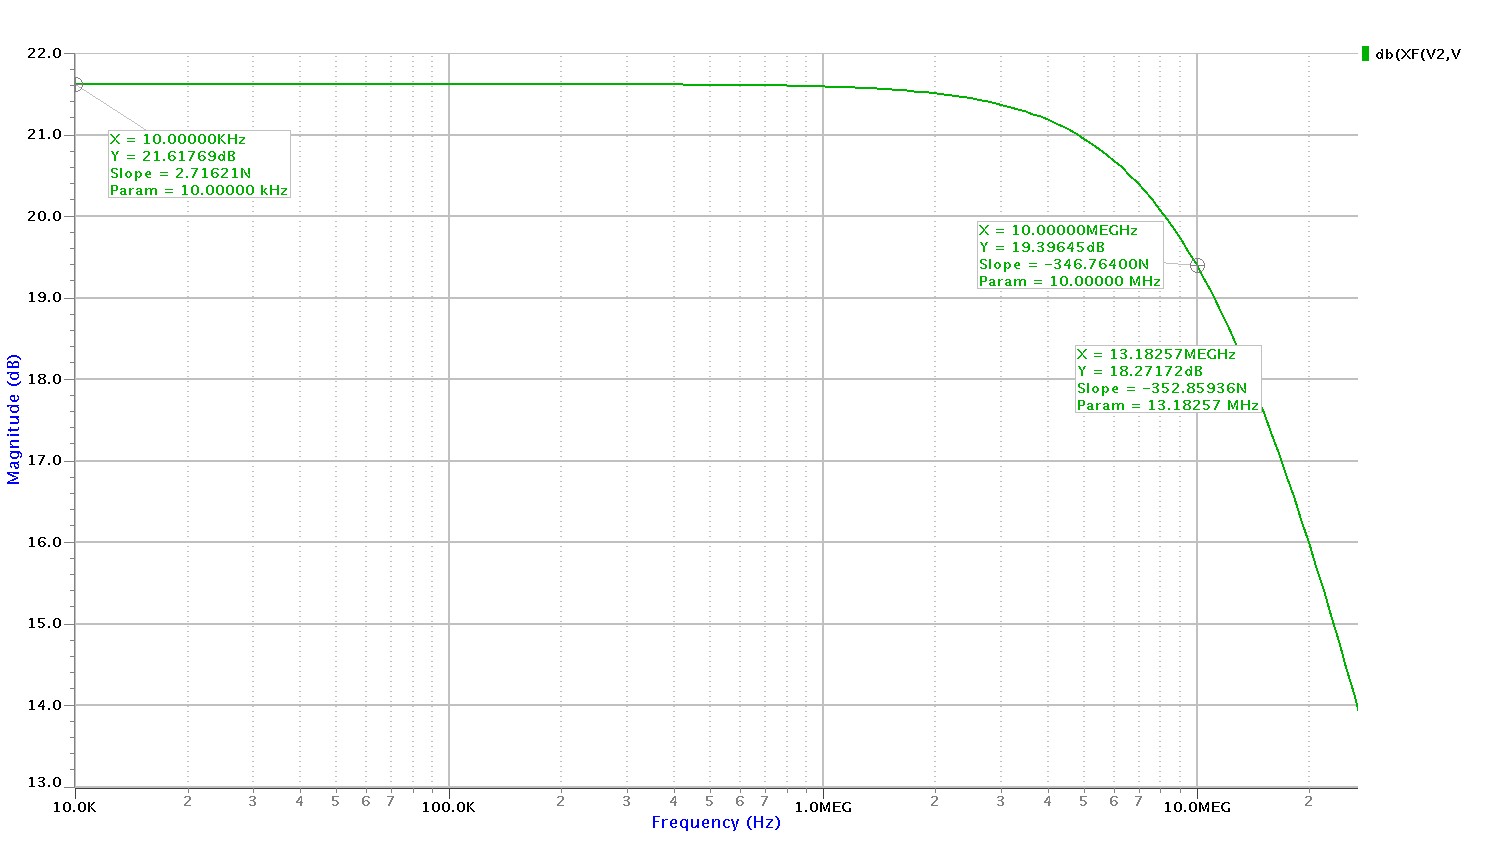 22.0
db(XF(V2,V
21.0
X = 10.00000KHz
Y = 21.61769dB
Slope = 2.71621N
Param = 10.00000 kHz
20.0
X = 10.00000MEGHz
Y = 19.39645dB
Slope = -346.76400N
Param = 10.00000 MHz
19.0
X = 13.18257MEGHz
Y = 18.27172dB
Slope = -352.85936N
Param = 13.18257 MHz
18.0
Magnitude (dB)
17.0
16.0
15.0
14.0
13.0
10.0K 2 3 4 5 6 7 100.0K 2 3 4 5 6 7 1.0MEG 2 3 4 5 6 7 10.0MEG 2
Frequency (Hz)